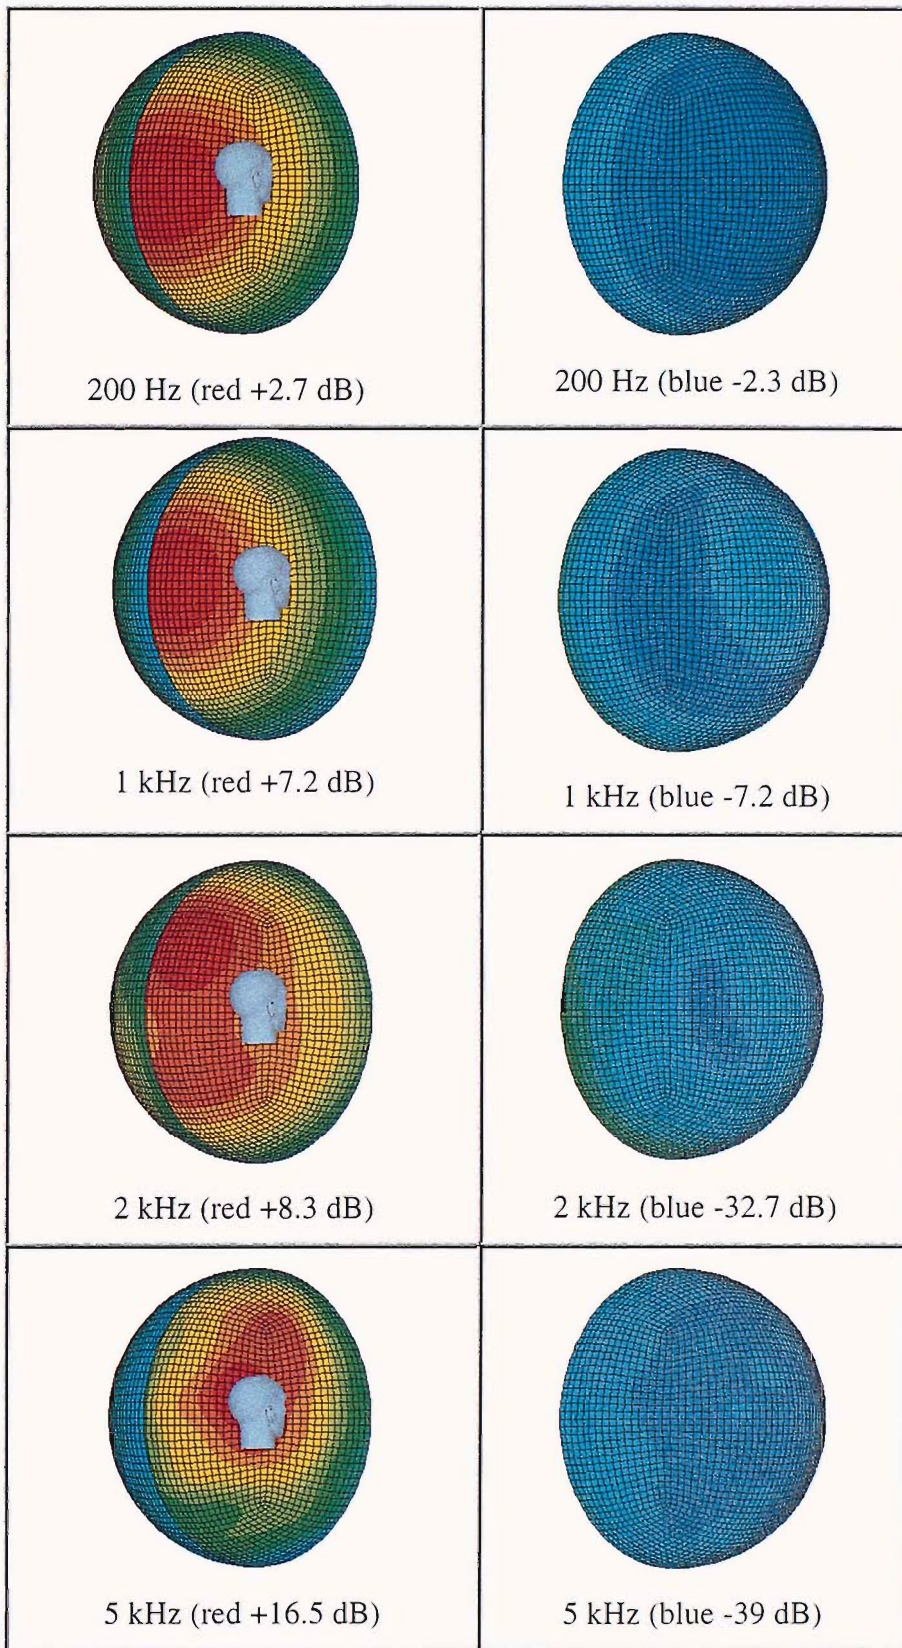 200 Hz (red +2.7 dB)
200 Hz (blue -2.3 dB)
1 kHz (red +7.2 dB)
1 kHz (blue -7.2 dB)
2 kHz (red +8.3 dB)
2 kHz (blue -32.7 dB)
5 kHz (red +16.5 dB)
5 kHz (blue -39 dB)